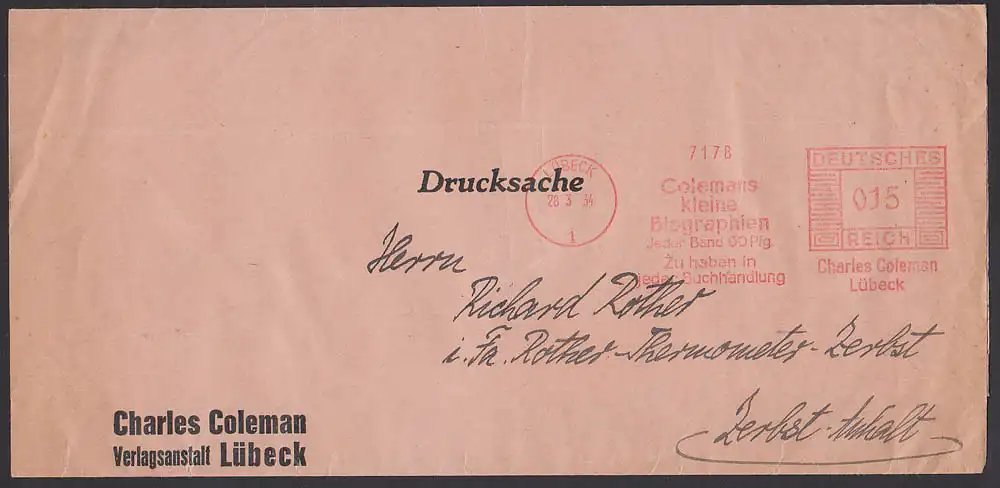 7178
DEUTSCHES
015
REICH
Charles Coleman
Lübeck
LÜBECK
28.3.34
1
Colemans
kleine
Biographien
Jeder Band 60 Pfg.
Zu haben in
jeder Buchhandlung
Drucksache
Herrn
Richard Rother
i. Fa. Rother-Thermometer-Zerbst
Zerbst-Anhalt
Charles Coleman
Verlagsanstalt Lübeck